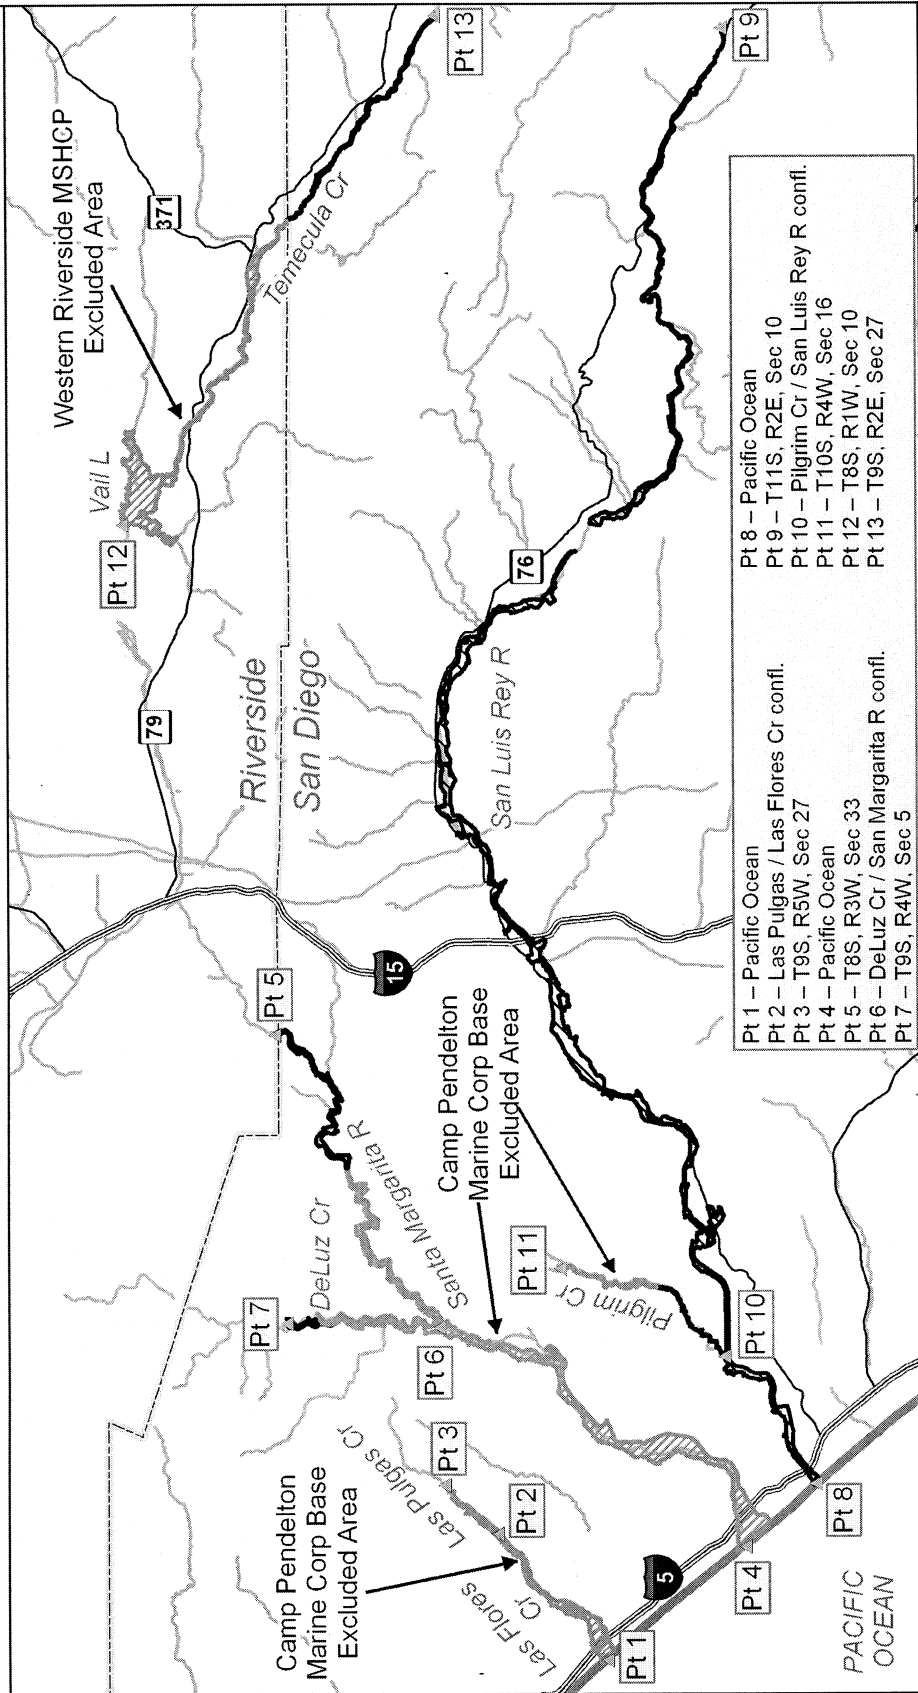 Western Riverside MSHCP
Excluded Area
371
Pt 13
Vail L
Pt 12
Temecula Cr
79
Riverside
San Diego
76
Pt 9
San Luis Rey R
15
Pt 5
Santa Margarita R
DeLuz Cr
Pt 7
Pt 6
Camp Pendelton
Marine Corp Base
Excluded Area
Pt 11
Pilgrim Cr
Pt 10
Camp Pendelton
Marine Corp Base
Excluded Area
Las Pulgas Cr
Pt 3
Pt 2
Las Flores
Cr
Pt 1
5
Pt 4
Pt 8
PACIFIC
OCEAN
Pt 1 – Pacific Ocean
Pt 2 – Las Pulgas / Las Flores Cr confl.
Pt 3 – T9S, R5W, Sec 27
Pt 4 – Pacific Ocean
Pt 5 – T8S, R3W, Sec 33
Pt 6 – DeLuz Cr / San Margarita R confl.
Pt 7 – T9S, R4W, Sec 5
Pt 8 – Pacific Ocean
Pt 9 – T11S, R2E, Sec 10
Pt 10 – Pilgrim Cr / San Luis Rey R confl.
Pt 11 – T10S, R4W, Sec 16
Pt 12 – T8S, R1W, Sec 10
Pt 13 – T9S, R2E, Sec 27